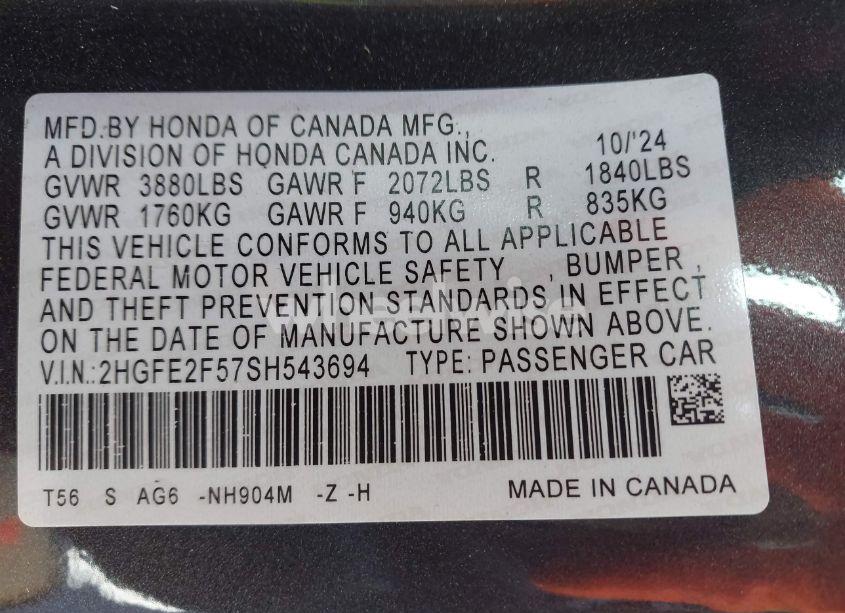 MFD.BY HONDA OF CANADA MFG.,
A DIVISION OF HONDA CANADA INC. 10/'24
GVWR 3880LBS GAWR F 2072LBS R 1840LBS
GVWR 1760KG GAWR F 940KG R 835KG
THIS VEHICLE CONFORMS TO ALL APPLICABLE
FEDERAL MOTOR VEHICLE SAFETY , BUMPER ,
AND THEFT PREVENTION STANDARDS IN EFFECT
ON THE DATE OF MANUFACTURE SHOWN ABOVE.
V.I.N.:2HGFE2F57SH543694 TYPE: PASSENGER CAR
T56 S AG6 -NH904M -Z -H MADE IN CANADA